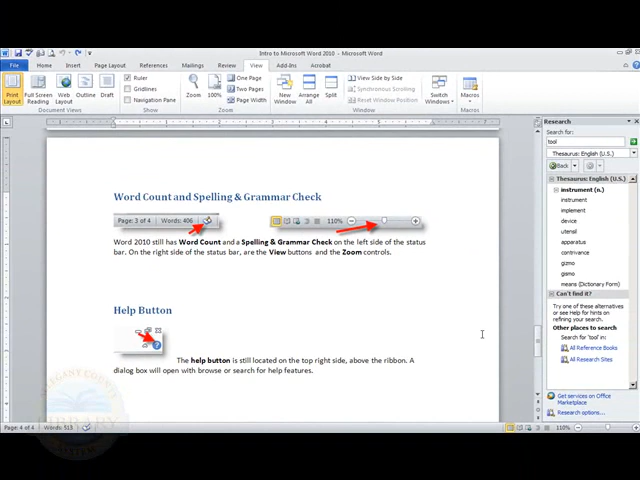 Intro to Microsoft Word 2010 - Microsoft Word
File Home Insert Page Layout References Mailings Review View Add-Ins Acrobat
Print Layout
Full Screen Reading
Web Layout
Outline
Draft
Document Views
Ruler
Gridlines
Navigation Pane
Show
Zoom
100%
One Page
Two Pages
Page Width
Zoom
New Window
Arrange All
Split
View Side by Side
Synchronous Scrolling
Reset Window Position
Window
Switch Windows
Macros
Macros
Word Count and Spelling & Grammar Check
Page: 3 of 4 Words: 406
110%
Word 2010 still has Word Count and a Spelling & Grammar Check on the left side of the status
bar. On the right side of the status bar, are the View buttons and the Zoom controls.
Help Button
The help button is still located on the top right side, above the ribbon. A
dialog box will open with browse or search for help features.
Research
Search for:
tool
Thesaurus: English (U.S.)
Back
Thesaurus: English (U.S.)
instrument (n.)
instrument
implement
device
utensil
apparatus
contrivance
gizmo
means (Dictionary Form)
Can't find it?
Try one of these alternatives
or see Help for hints on
refining your search.
Other places to search
Search for 'tool' in:
All Reference Books
All Research Sites
Get services on Office
Marketplace
Research options...
Page: 4 of 4 Words: 513
110%
LIBRARY
SYSTEM